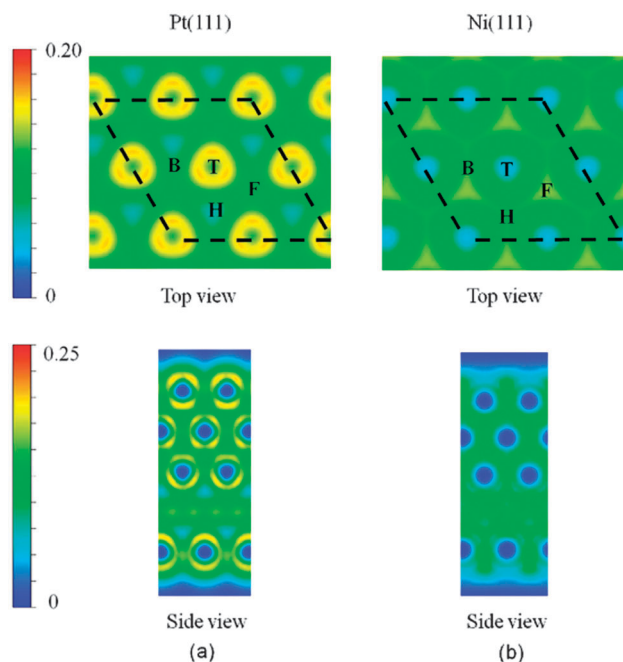 Pt(111)
Ni(111)
0.20
B
T
F
H
B
T
F
H
0
Top view
Top view
0.25
0
Side view
Side view
(a)
(b)